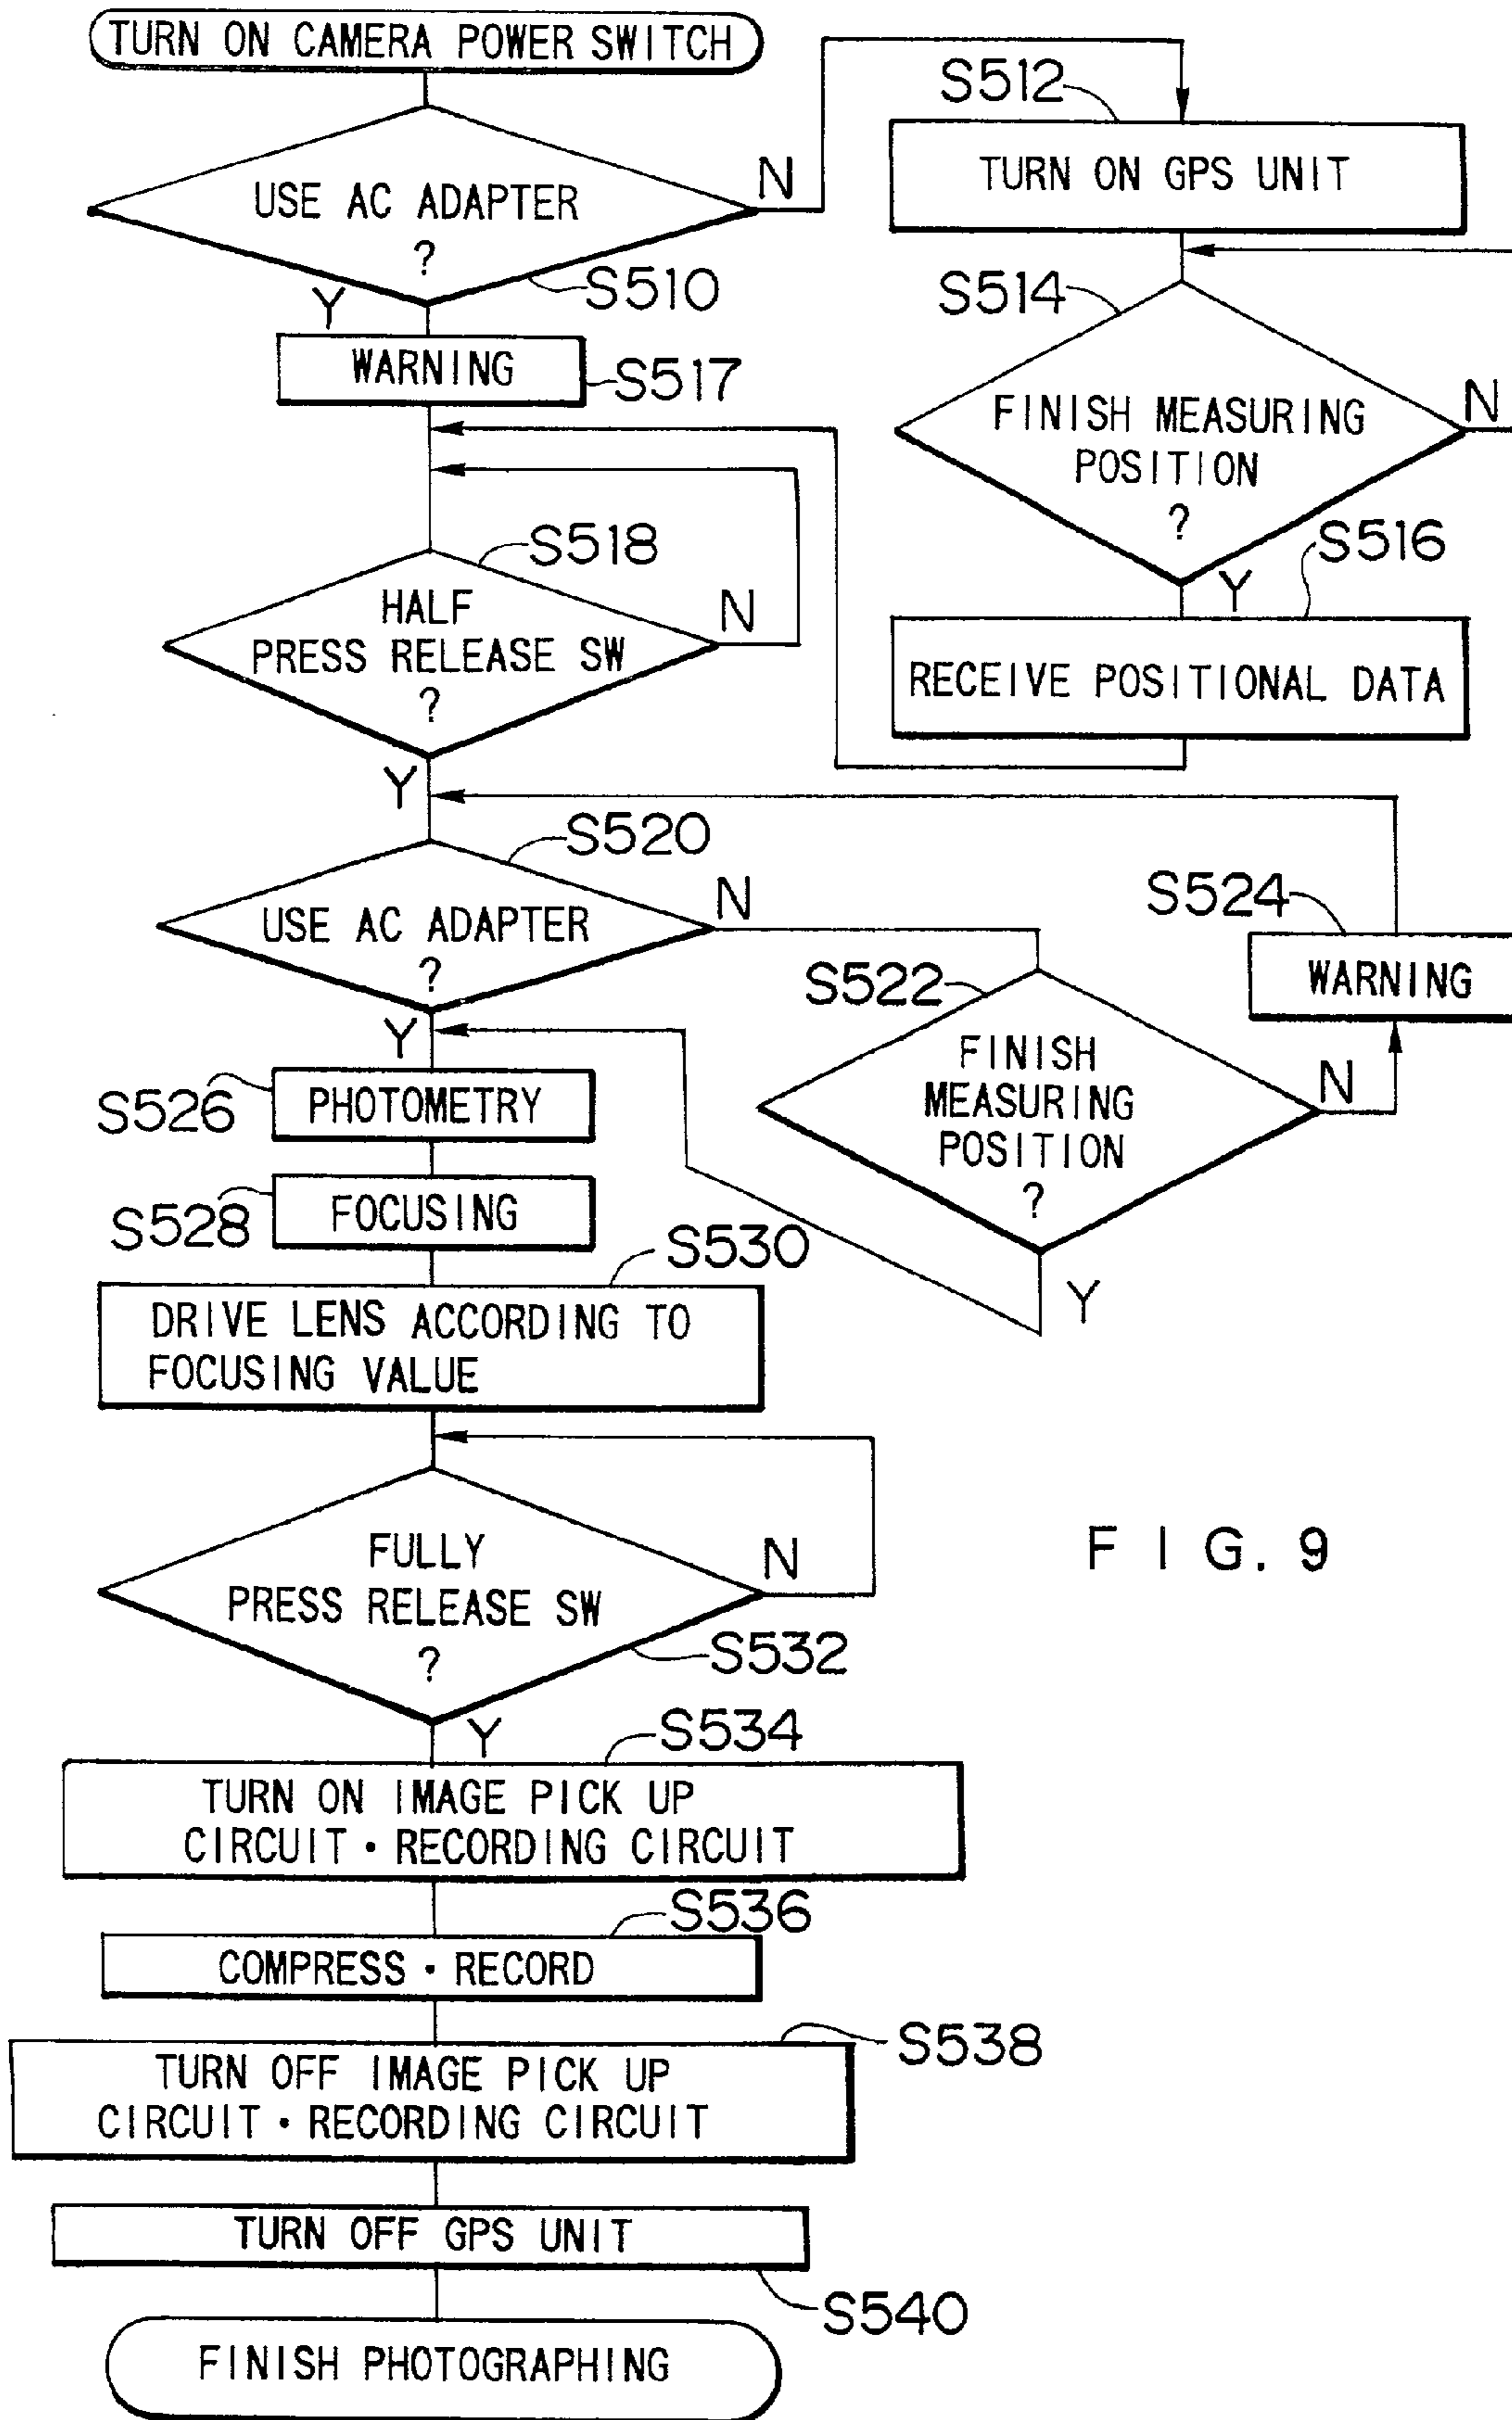 TURN ON CAMERA POWER SWITCH
USE AC ADAPTER
?
N
Y
S510
S512
TURN ON GPS UNIT
S514
FINISH MEASURING
POSITION
?
N
Y
S516
RECEIVE POSITIONAL DATA
WARNING
S517
S518
HALF
PRESS RELEASE SW
?
N
Y
S520
USE AC ADAPTER
?
N
Y
S522
FINISH
MEASURING
POSITION
?
N
Y
S524
WARNING
S526
PHOTOMETRY
S528
FOCUSING
S530
DRIVE LENS ACCORDING TO
FOCUSING VALUE
FULLY
PRESS RELEASE SW
?
N
S532
Y
FIG. 9
S534
TURN ON IMAGE PICK UP
CIRCUIT・RECORDING CIRCUIT
S536
COMPRESS・RECORD
S538
TURN OFF IMAGE PICK UP
CIRCUIT・RECORDING CIRCUIT
TURN OFF GPS UNIT
S540
FINISH PHOTOGRAPHING